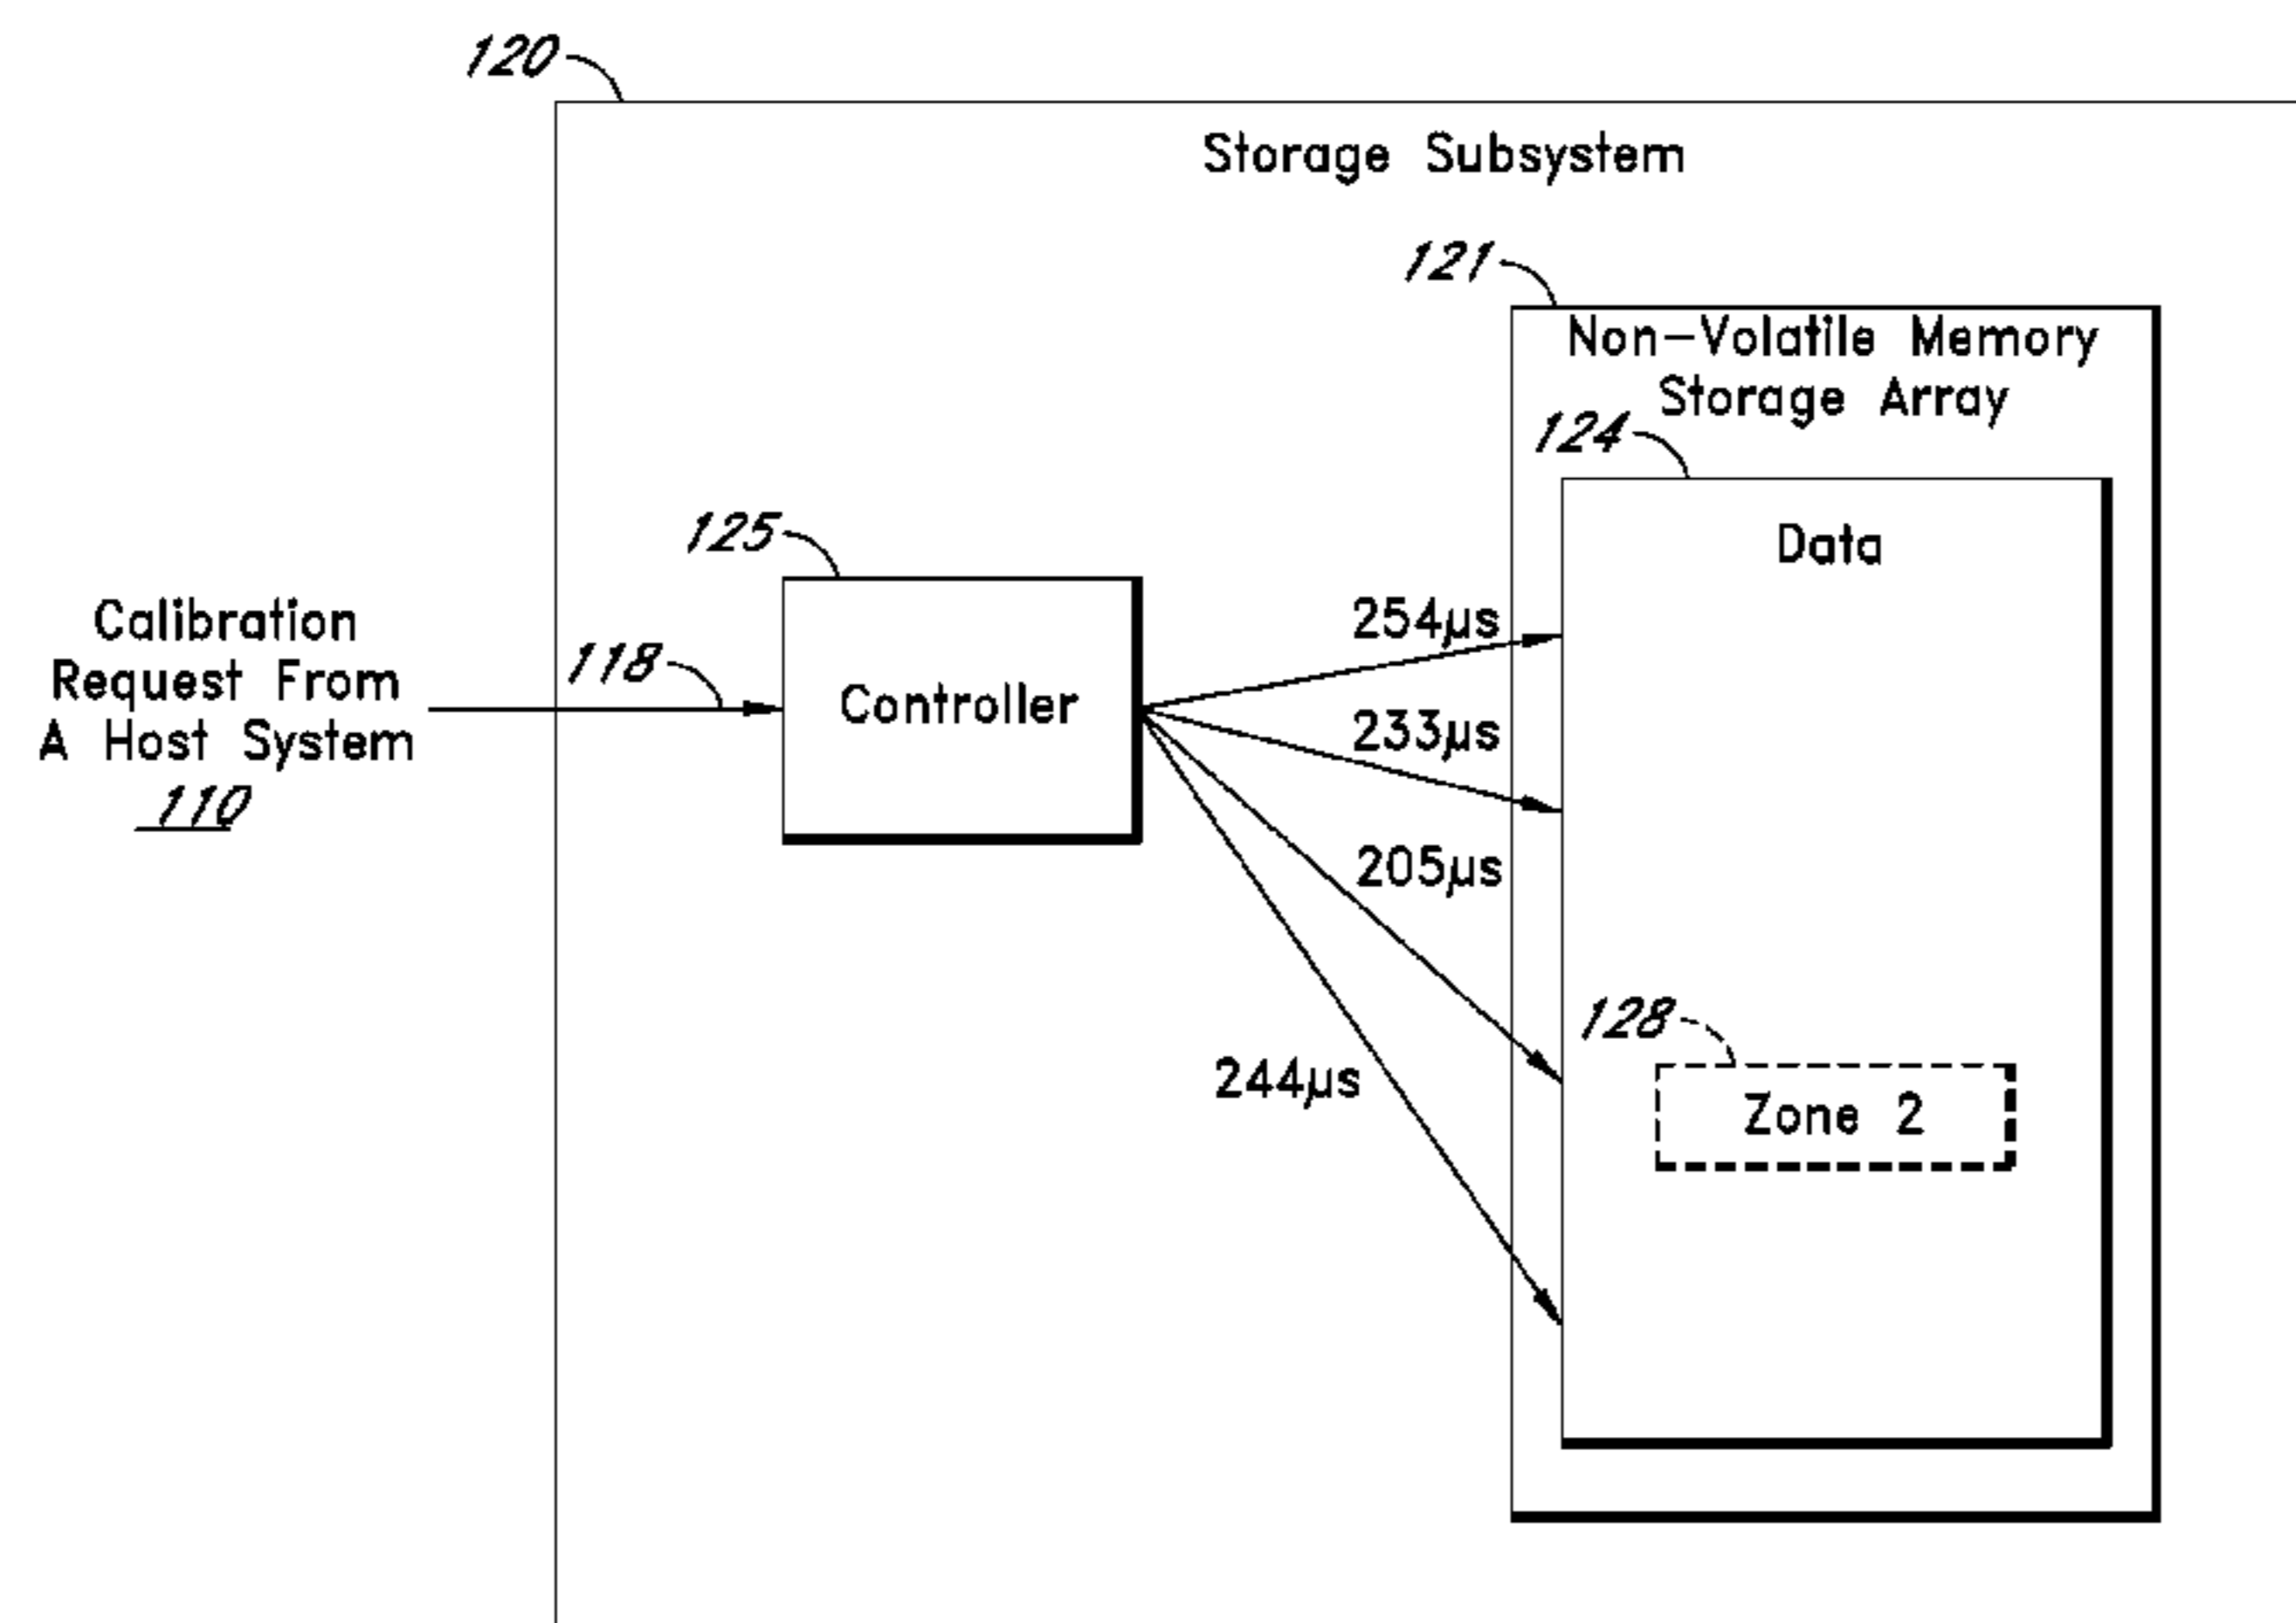 120
Storage Subsystem
121
Non-Volatile Memory
Storage Array
124
Data
125
Calibration
Request From
A Host System
110
118
Controller
254µs
233µs
205µs
244µs
128
Zone 2